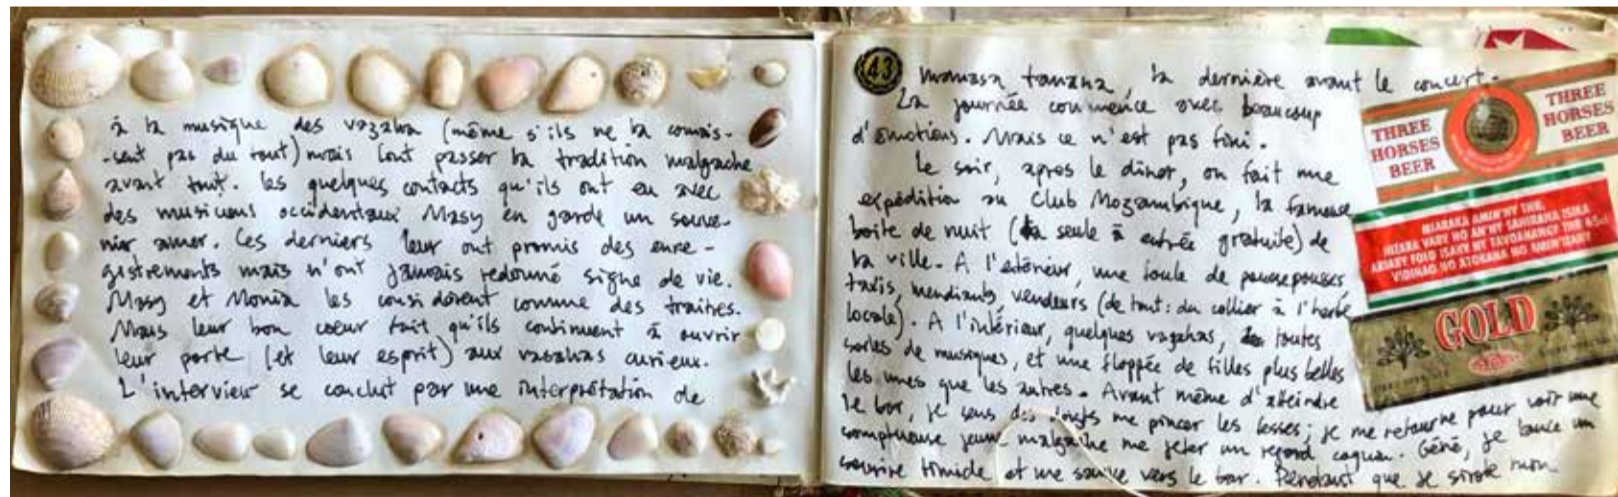 à la musique des vazaha (même s'ils ne la connais-
-sent pas du tout) mais font passer la tradition malgache
avant tout. Les quelques contacts qu'ils ont eu avec
des musiciens occidentaux Masy en garde un souve-
nir amer. Ces derniers leur ont promis des enre-
gistrements mais n'ont jamais redonné signe de vie.
Masy et Monia les considèrent comme des traitres.
Mais leur bon coeur fait qu'ils continuent à ouvrir
leur porte (et leur esprit) aux vazahas curieux.
L'interview se conclut par une interprétation de
43
tanana, la dernière avant le concert.
La journée commence avec beaucoup
d'émotions. Mais ce n'est pas fini.
Le soir, après le dîner, on fait une
expédition au Club Mozambique, la fameuse
boîte de nuit (la seule à entrée gratuite) de
la ville. A l'extérieur, une foule de poussepousses
taxis, mendiants, vendeurs (de tout: du collier à l'herbe
locale). A l'intérieur, quelques vazahas, toutes
sortes de musiques, et une floppée de filles plus belles
les unes que les autres. Avant même d'atteindre
le bar, je sens des doigts me pincer les fesses; je me retourne pour voir une
somptueuse jeune malgache me jeter un regard coquin. Gêné, je lance un
sourire timide et me sauve vers le bar. Pendant que je sirote mon
THREE
HORSES
BEER
THREE
HORSES
BEER
MIARAKA AMIN'NY THB,
GOLD